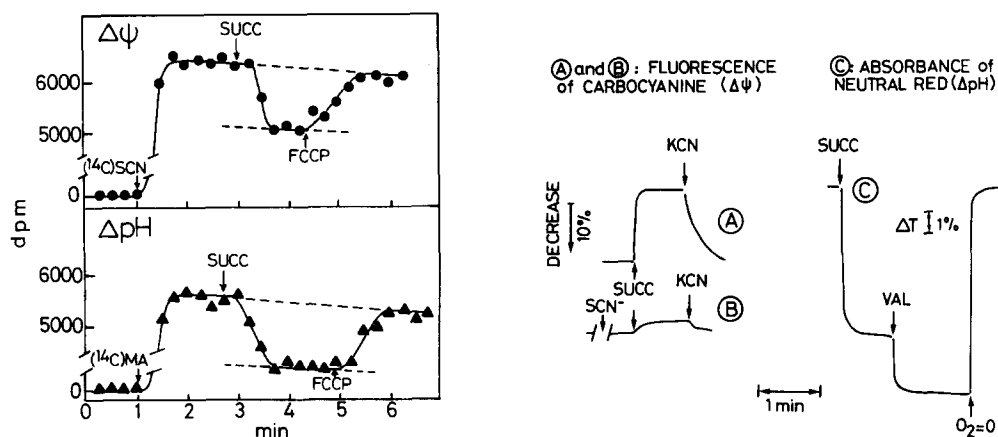 Δψ
SUCC
6000
5000
(¹⁴C)SCN
FCCP
0
dpm
ΔpH
SUCC
6000
5000
(¹⁴C)MA
FCCP
0
0 1 2 3 4 5 6
min
Ⓐ and Ⓑ: FLUORESCENCE
of CARBOCYANINE (Δψ)
KCN
DECREASE
10%
Ⓐ
SUCC
SCN⁻
KCN
Ⓑ
1 min
Ⓒ: ABSORBANCE of
NEUTRAL RED (ΔpH)
SUCC
Ⓒ
ΔT 1%
VAL
O₂=0